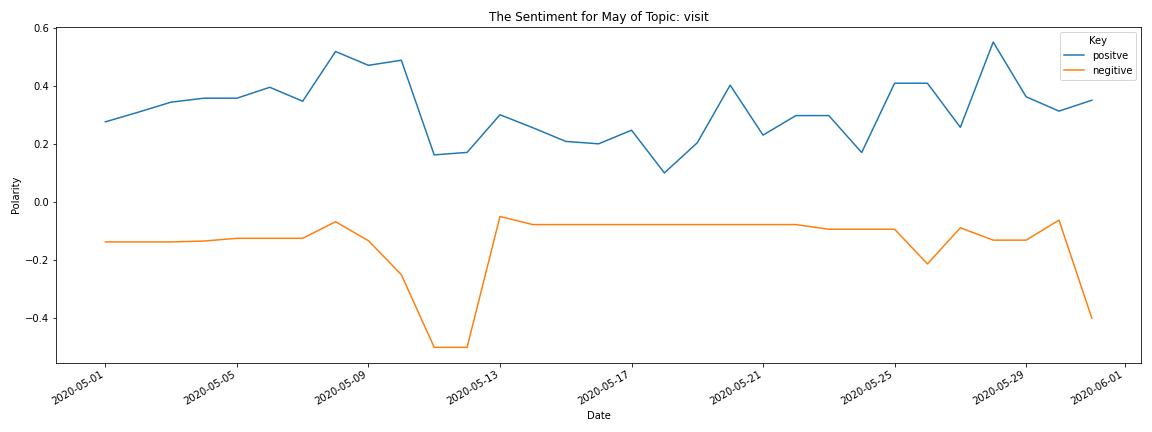 The Sentiment for May of Topic: visit
Key
positve
negitive
Polarity
0.6
0.4
0.2
0.0
−0.2
−0.4
2020-05-01
2020-05-05
2020-05-09
2020-05-13
2020-05-17
2020-05-21
2020-05-25
2020-05-29
2020-06-01
Date